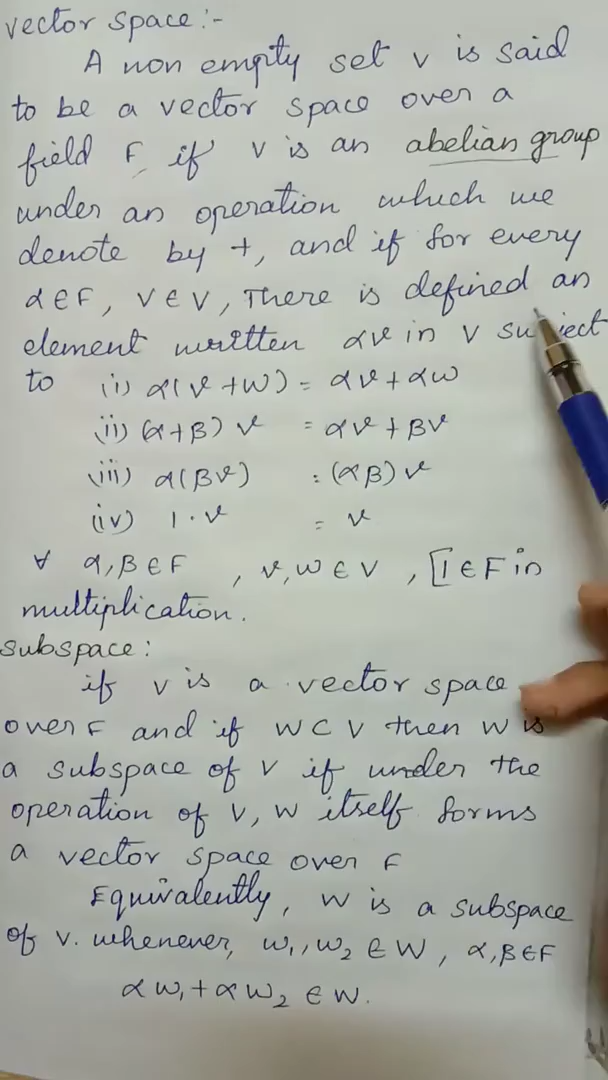 vector space:-
A non empty set v is said
to be a vector space over a
field F if v is an abelian group
under an operation which we
denote by +, and if for every
α∈F, v∈V, There is defined an
element written αv in V su ject
to (i) α(v+w) = αv+αw
(ii) (α+β)v = αv+βv
(iii) α(βv) = (αβ)v
(iv) 1·v = v
∀ α,β∈F , v,w∈V , [1∈F in
multiplication.
subspace:
if v is a vector space
over F and if W⊂V then W is
a subspace of V if under the
operation of V, W itself forms
a vector space over F
Equivalently, W is a subspace
of V. whenever, w₁,w₂∈W, α,β∈F
αw₁+αw₂∈W.